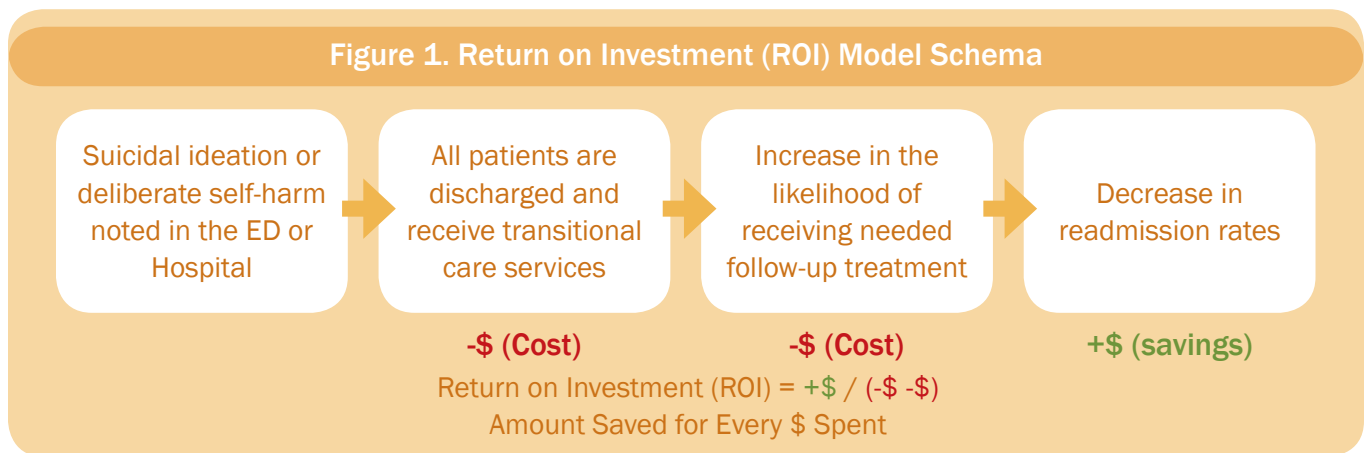 Figure 1. Return on Investment (ROI) Model Schema
Suicidal ideation or
deliberate self-harm
noted in the ED or
Hospital
All patients are
discharged and
receive transitional
care services
Increase in the
likelihood of
receiving needed
follow-up treatment
Decrease in
readmission rates
-$ (Cost)
-$ (Cost)
+$ (savings)
Return on Investment (ROI) = +$ / (-$ -$)
Amount Saved for Every $ Spent